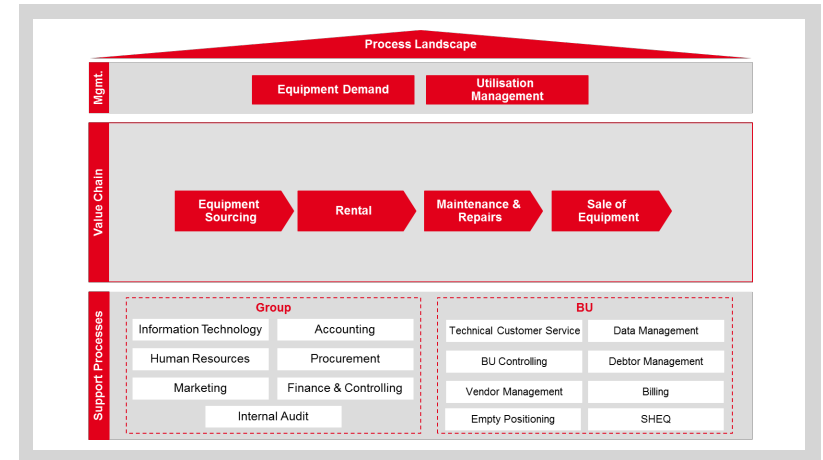 Process Landscape
Mgmt.
Equipment Demand
Utilisation
Management
Value Chain
Equipment
Sourcing
Rental
Maintenance &
Repairs
Sale of
Equipment
Support Processes
Group
Information Technology
Accounting
Human Resources
Procurement
Marketing
Finance & Controlling
Internal Audit
BU
Technical Customer Service
Data Management
BU Controlling
Debtor Management
Vendor Management
Billing
Empty Positioning
SHEQ